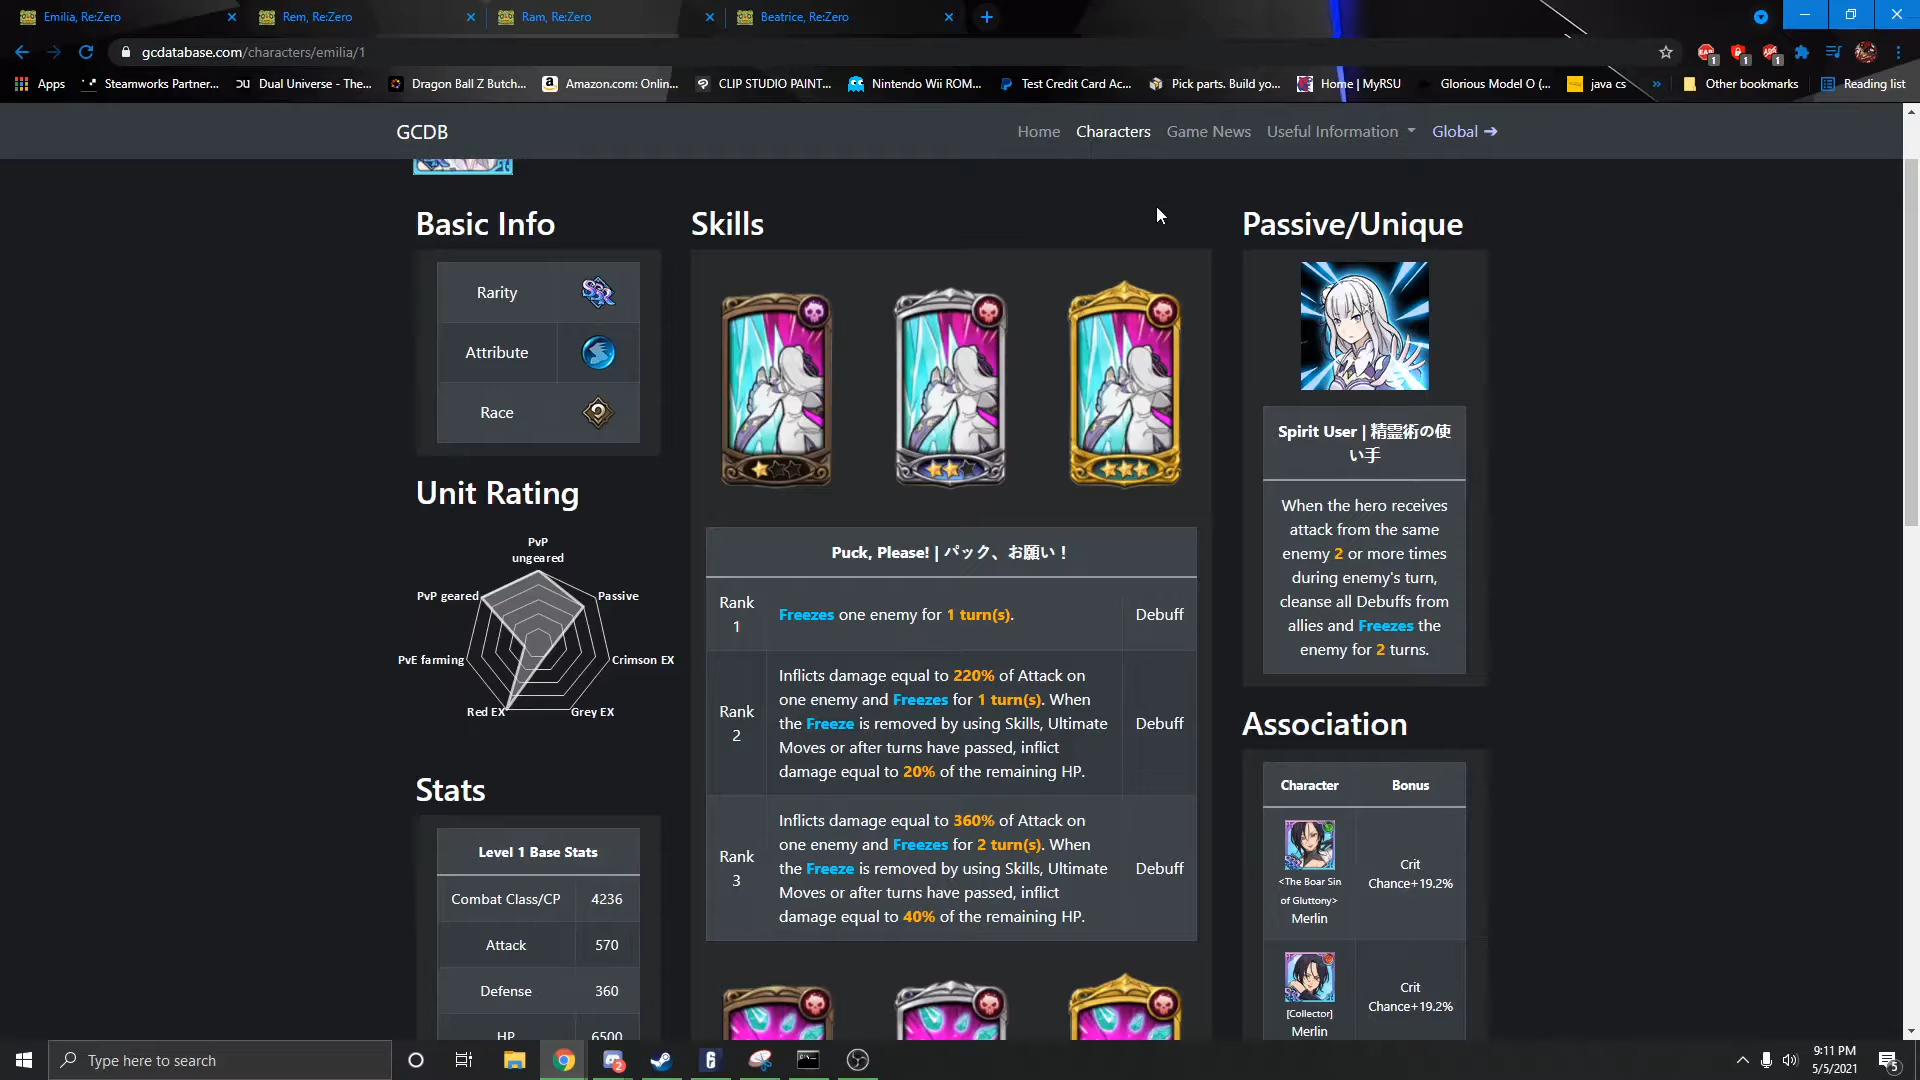 Emilia, Re:Zero
Rem, Re:Zero
Ram, Re:Zero
Beatrice, Re:Zero
gcdatabase.com/characters/emilia/1
Apps
Steamworks Partner...
DU Dual Universe - The...
Dragon Ball Z Butch...
Amazon.com: Onlin...
CLIP STUDIO PAINT...
Nintendo Wii ROM...
Test Credit Card Ac...
Pick parts. Build yo...
Home | MyRSU
Glorious Model O (...
java cs
»
Other bookmarks
Reading list
GCDB
Home
Characters
Game News
Useful Information
Global ➔
Basic Info
Rarity
SSR
Attribute
Race
Unit Rating
PvP
ungeared
PvP geared
Passive
PvE farming
Crimson EX
Red EX
Grey EX
Stats
Level 1 Base Stats
Combat Class/CP 4236
Attack 570
Defense 360
HP 6500
Skills
Puck, Please! | パック、お願い！
Rank
1
Freezes one enemy for 1 turn(s).
Debuff
Rank
2
Inflicts damage equal to 220% of Attack on
one enemy and Freezes for 1 turn(s). When
the Freeze is removed by using Skills, Ultimate
Moves or after turns have passed, inflict
damage equal to 20% of the remaining HP.
Debuff
Rank
3
Inflicts damage equal to 360% of Attack on
one enemy and Freezes for 2 turn(s). When
the Freeze is removed by using Skills, Ultimate
Moves or after turns have passed, inflict
damage equal to 40% of the remaining HP.
Debuff
Passive/Unique
Spirit User | 精霊術の使
い手
When the hero receives
attack from the same
enemy 2 or more times
during enemy's turn,
cleanse all Debuffs from
allies and Freezes the
enemy for 2 turns.
Association
Character Bonus
<The Boar Sin
of Gluttony>
Merlin
Crit
Chance+19.2%
[Collector]
Merlin
Crit
Chance+19.2%
Type here to search
9:11 PM
5/5/2021